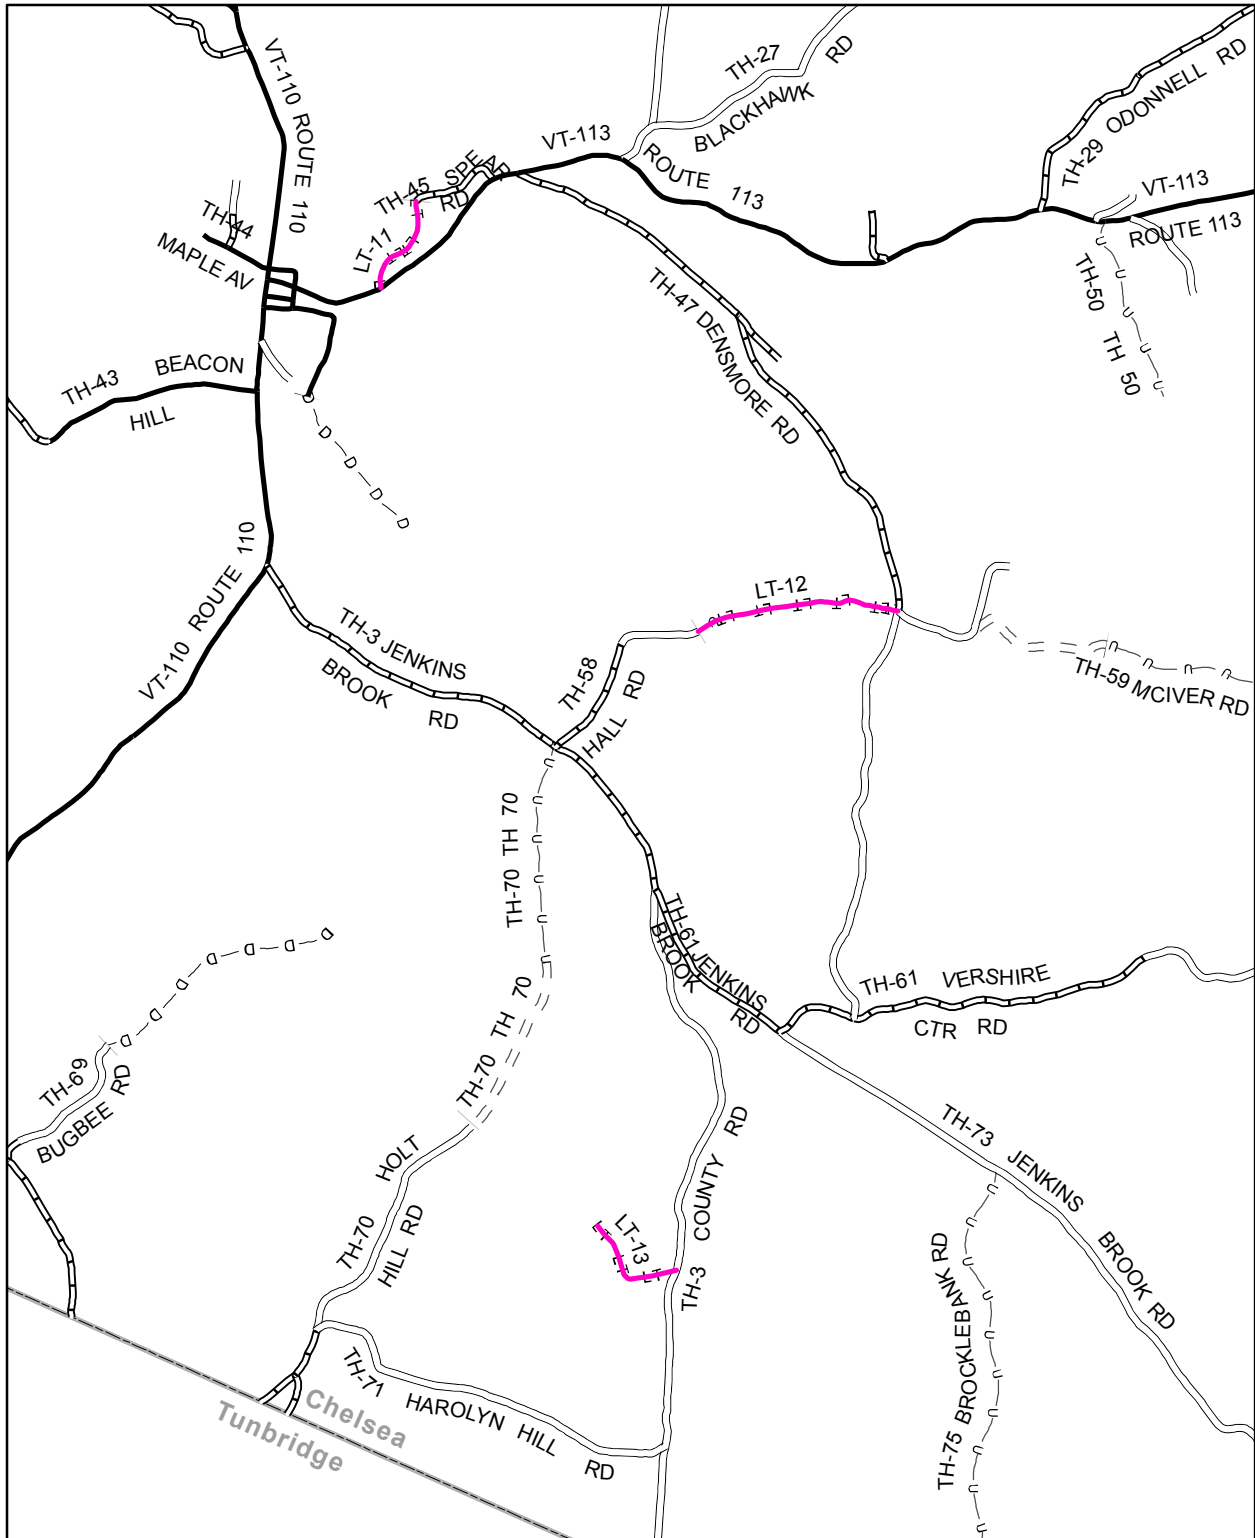 VT-110 ROUTE 110
TH-27
BLACKHAWK RD
TH-29 ODONNELL RD
VT-113
ROUTE 113
TH-45 SPEAR
RD
VT-113
ROUTE 113
TH-44
MAPLE AV
LT-11
TH-47 DENSMORE RD
TH-50
TH 50
TH-43 BEACON
HILL
D
D
D
D
D
VT-110 ROUTE 110
LT-12
TH-3 JENKINS
BROOK RD
TH-58
HALL RD
TH-59 MCIVER RD
TH-70 TH 70
TH-61 JENKINS
BROOK RD
TH-61 VERSHIRE
CTR RD
D
D
D
D
D
D
D
TH-70 TH 70
TH-69
BUGBEE RD
TH-73 JENKINS
BROOK RD
TH-70 HOLT
HILL RD
LT-13
TH-3 COUNTY RD
TH-75 BROCKLEBANK RD
TH-71 HAROLYN HILL
RD
Chelsea
Tunbridge